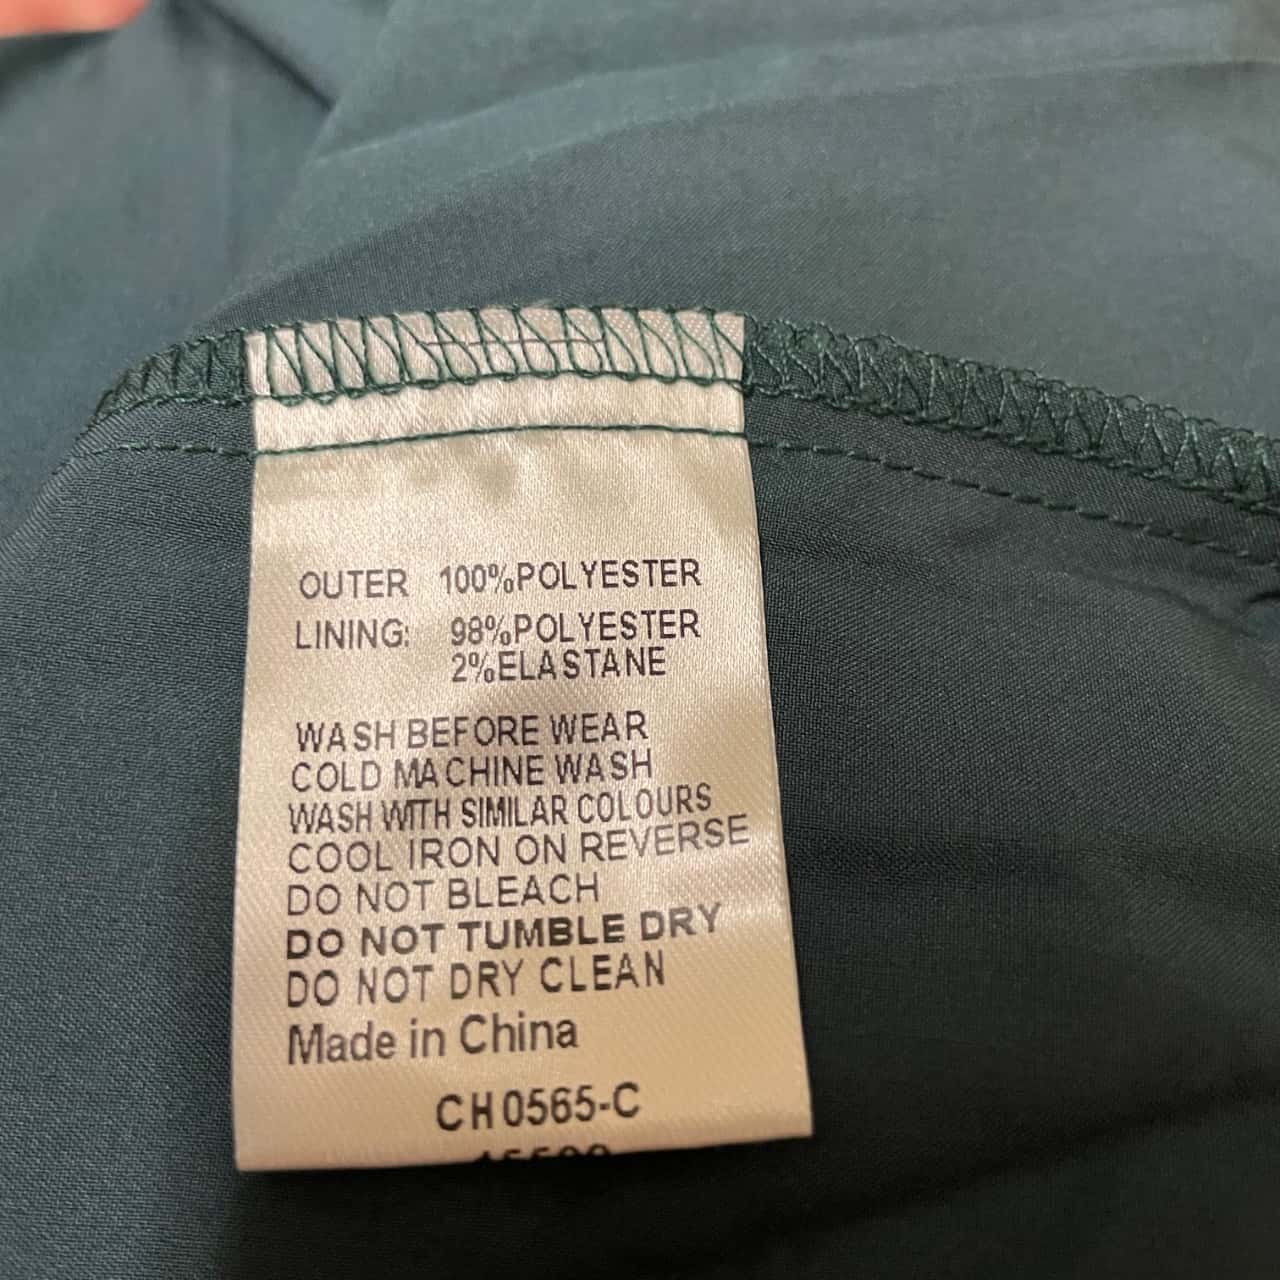 OUTER 100%POLYESTER
LINING: 98%POLYESTER
2%ELASTANE
WASH BEFORE WEAR
COLD MACHINE WASH
WASH WITH SIMILAR COLOURS
COOL IRON ON REVERSE
DO NOT BLEACH
DO NOT TUMBLE DRY
DO NOT DRY CLEAN
Made in China
CH0565-C